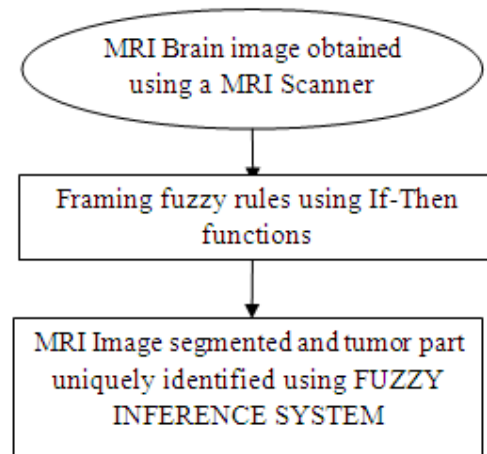 MRI Brain image obtained
using a MRI Scanner
Framing fuzzy rules using If-Then
functions
MRI Image segmented and tumor part
uniquely identified using FUZZY
INFERENCE SYSTEM